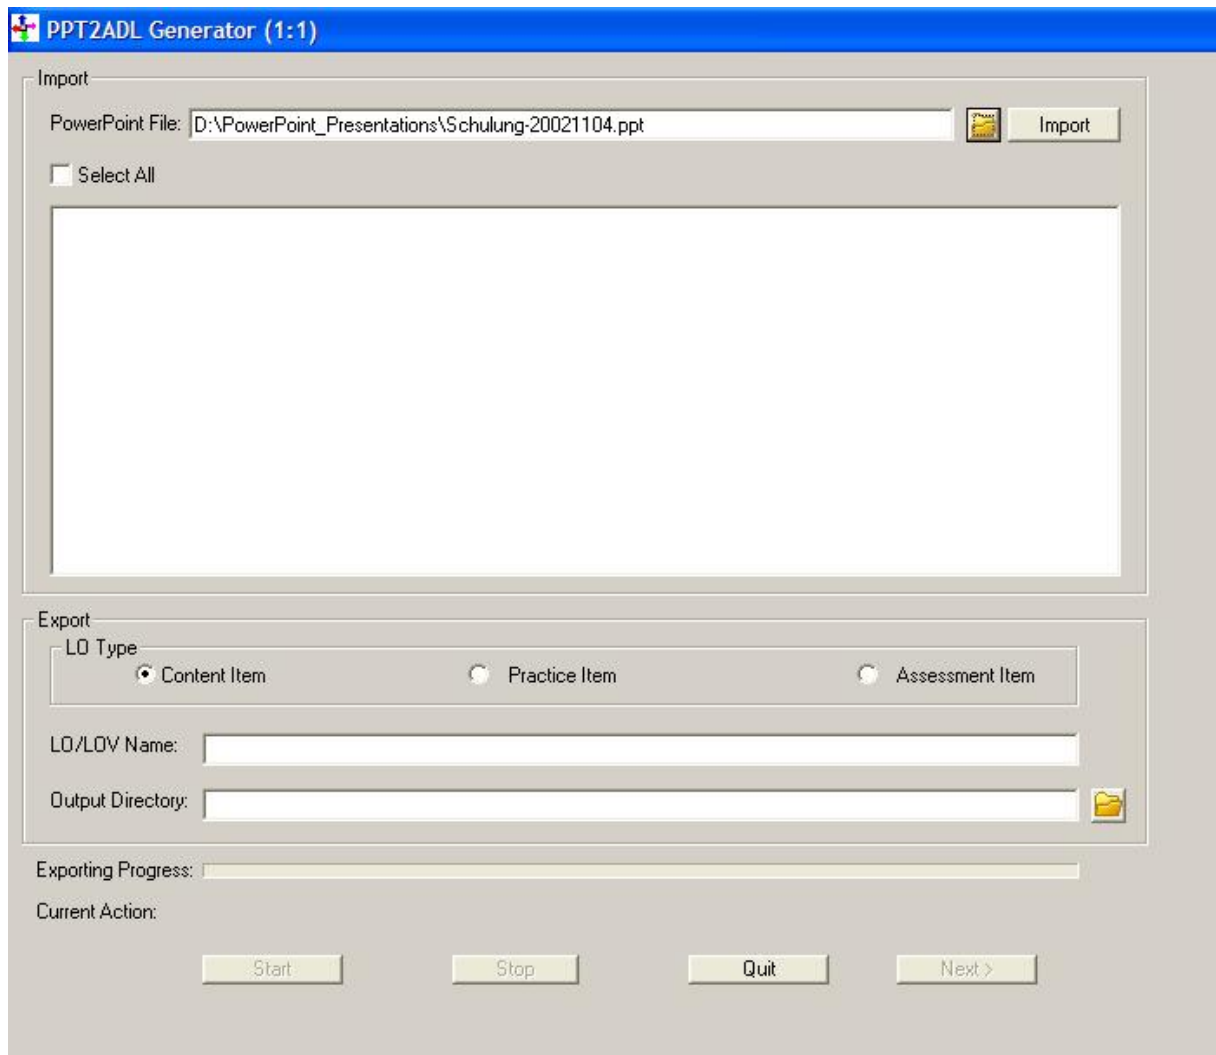 PPT2ADL Generator (1:1)
Import
PowerPoint File: D:\PowerPoint_Presentations\Schulung-20021104.ppt Import
Select All
Export
LO Type
Content Item Practice Item Assessment Item
LO/LOV Name:
Output Directory:
Exporting Progress:
Current Action:
Start Stop Quit Next >